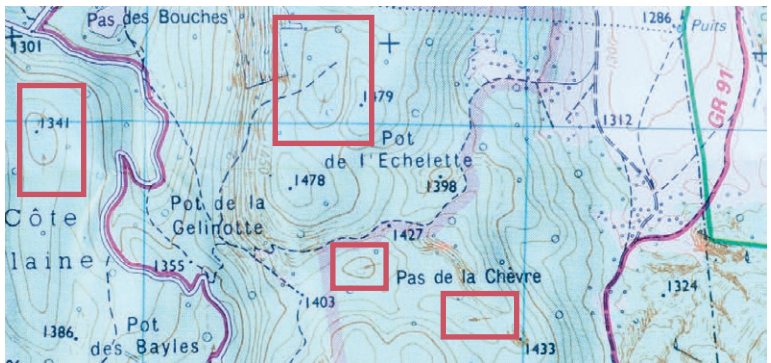 Pas des Bouches
1301
1286
Puits
1341
1479
1312
GR 91
Pot
de l'Echelette
1478
1398
Pot de la
Gelinotte
Côte
laine
1427
1355
Pas de la Chèvre
1403
1324
1386
Pot
des Bayles
1433